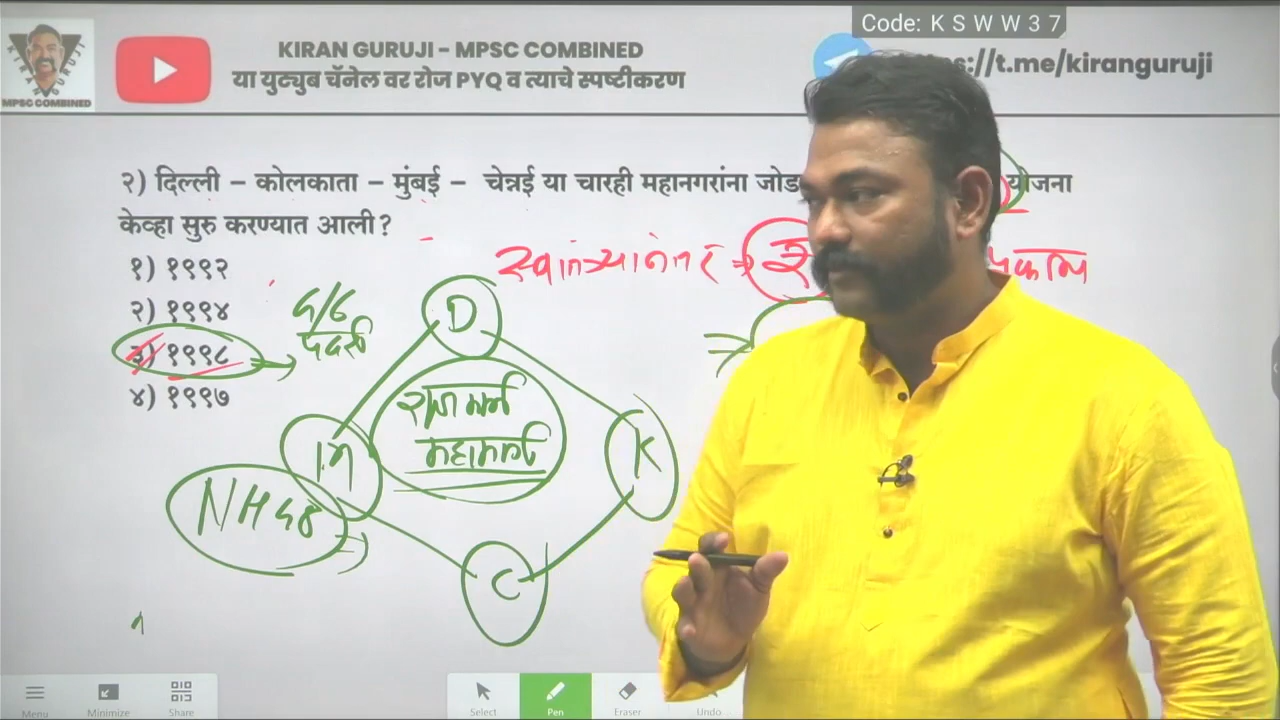 Code: K S W W 3 7
KIRAN GURUJI
MPSC COMBINED
KIRAN GURUJI - MPSC COMBINED
या युट्युब चॅनेल वर रोज PYQ व त्याचे स्पष्टीकरण
://t.me/kiranguruji
२) दिल्ली – कोलकाता – मुंबई – चेन्नई या चारही महानगरांना योजना
केव्हा सुरु करण्यात आली?
१) १९९२
२) १९९४
३) १९९८
४) १९९७
D
M
K
C
महामार्ग
NH48
Menu
Minimize
Share
Select
Pen
Eraser
Undo